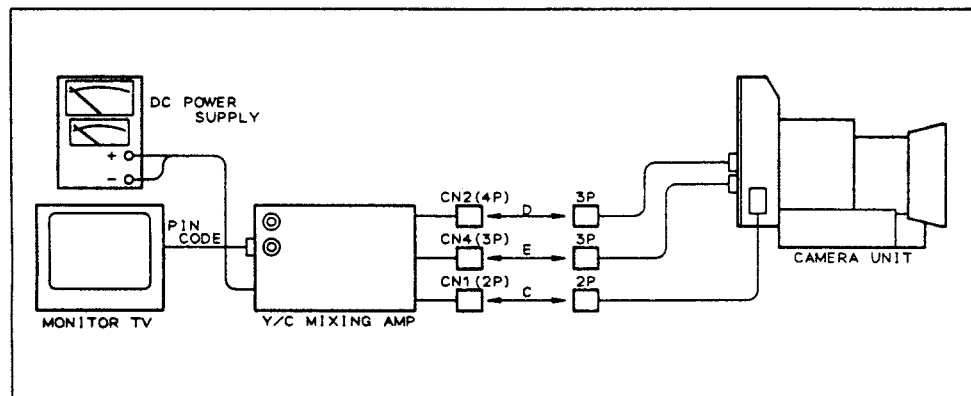 DC POWER
SUPPLY
+
-
PIN
CODE
MONITOR TV
Y/C MIXING AMP
CN2(4P)
D
3P
CN4(3P)
E
3P
CN1(2P)
C
2P
CAMERA UNIT